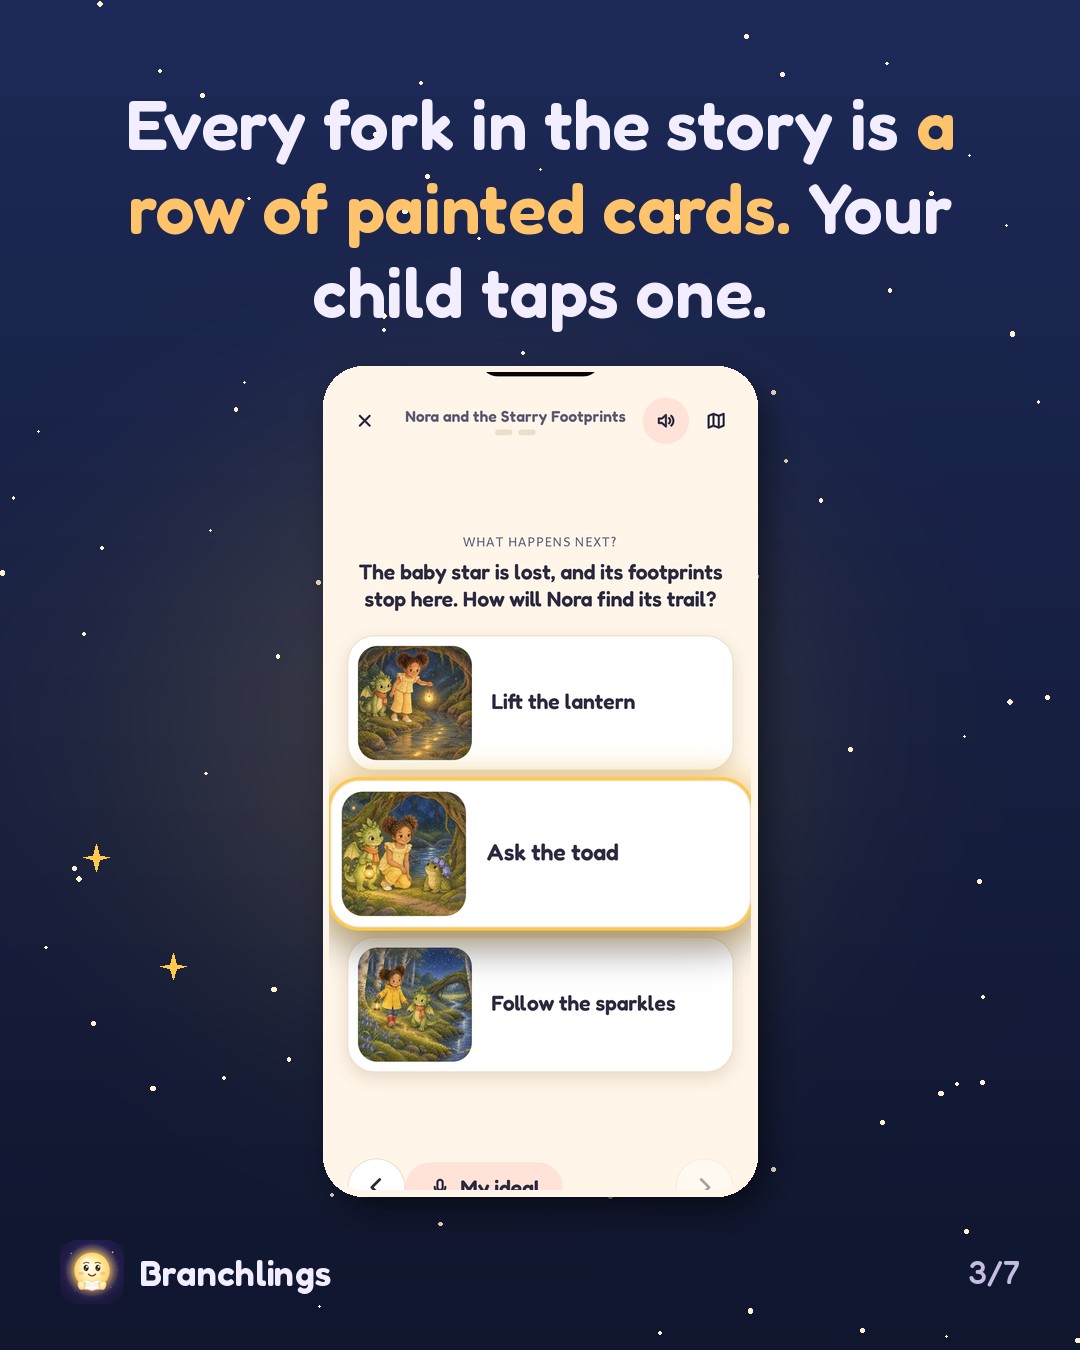 Every fork in the story is a
row of painted cards. Your
child taps one.
Nora and the Starry Footprints
WHAT HAPPENS NEXT?
The baby star is lost, and its footprints
stop here. How will Nora find its trail?
Lift the lantern
Ask the toad
Follow the sparkles
My idea!
Branchlings
3/7